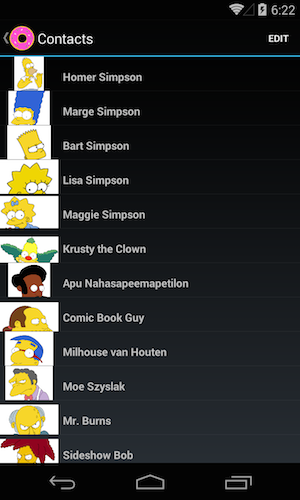 6:22
Contacts
EDIT
Homer Simpson
Marge Simpson
Bart Simpson
Lisa Simpson
Maggie Simpson
Krusty the Clown
Apu Nahasapeemapetilon
Comic Book Guy
Milhouse van Houten
Moe Szyslak
Mr. Burns
Sideshow Bob